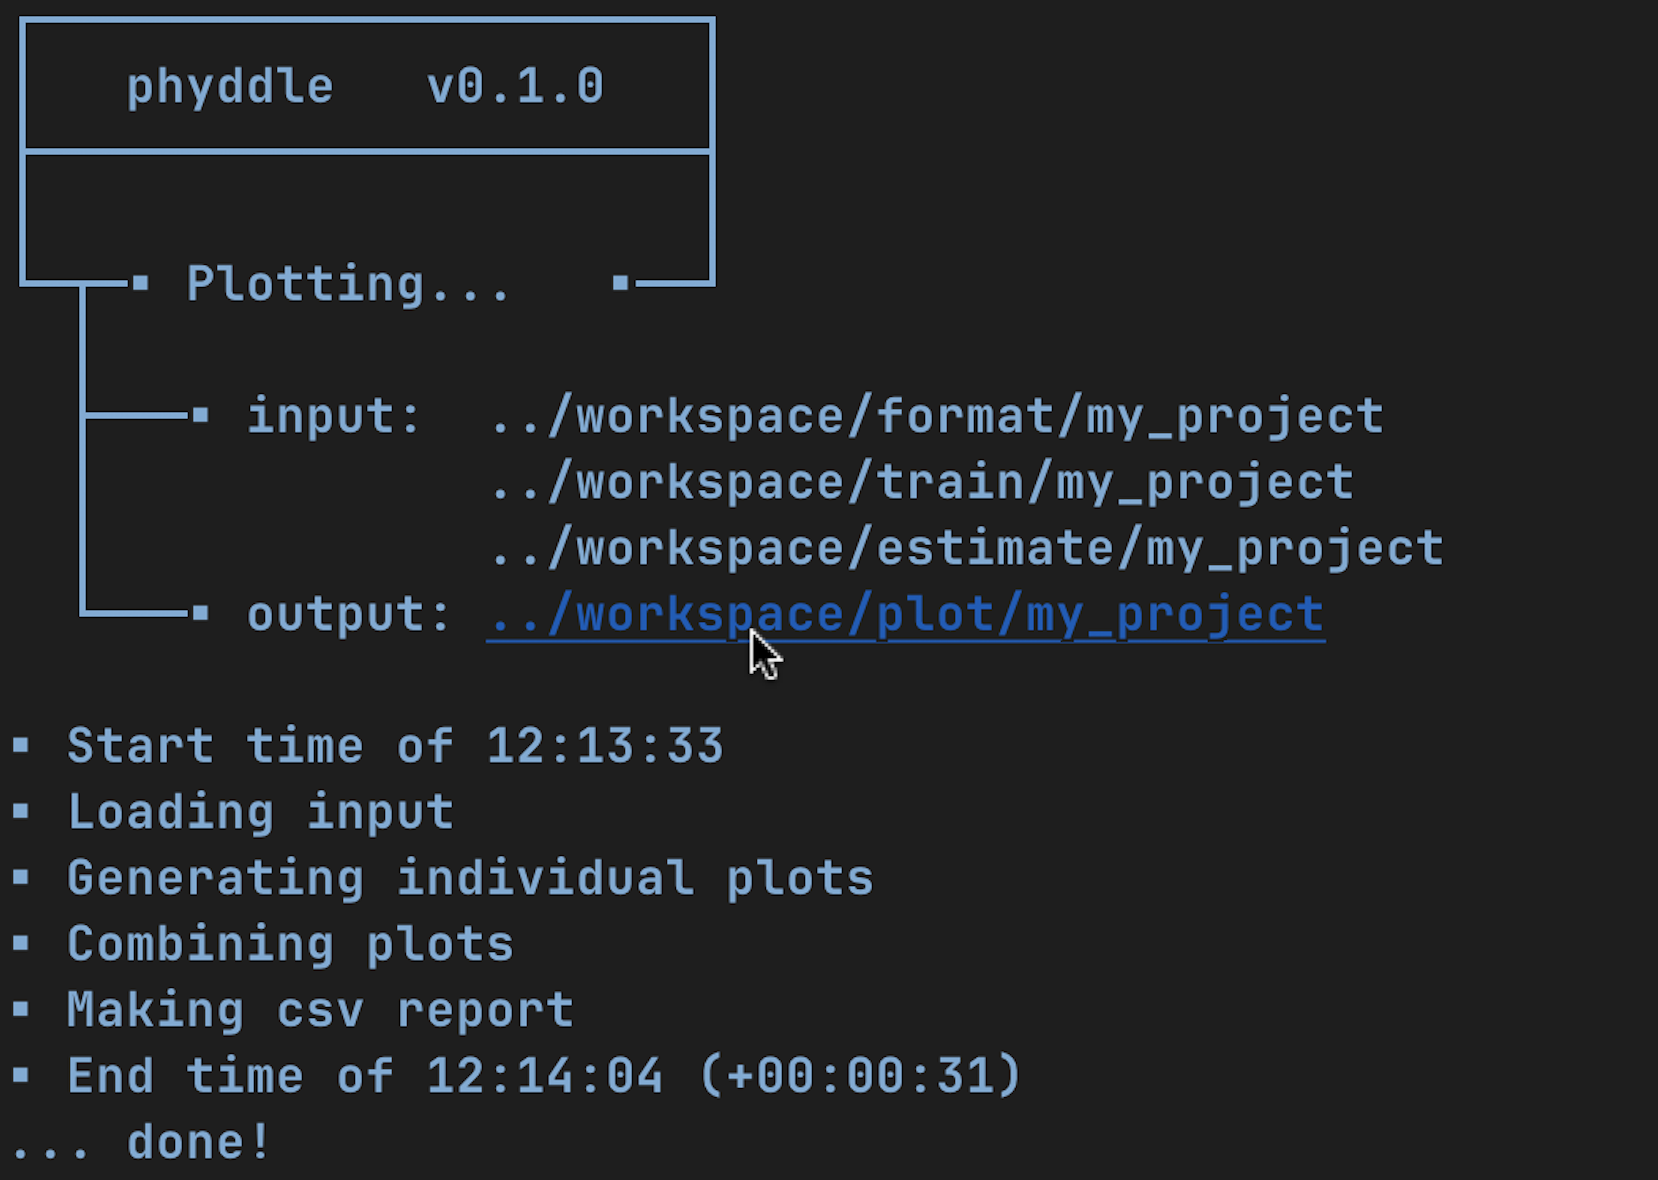 phyddle   v0.1.0
▪ Plotting...   ▪
▪ input:   ../workspace/format/my_project
../workspace/train/my_project
../workspace/estimate/my_project
▪ output: ../workspace/plot/my_project
▪ Start time of 12:13:33
▪ Loading input
▪ Generating individual plots
▪ Combining plots
▪ Making csv report
▪ End time of 12:14:04 (+00:00:31)
... done!